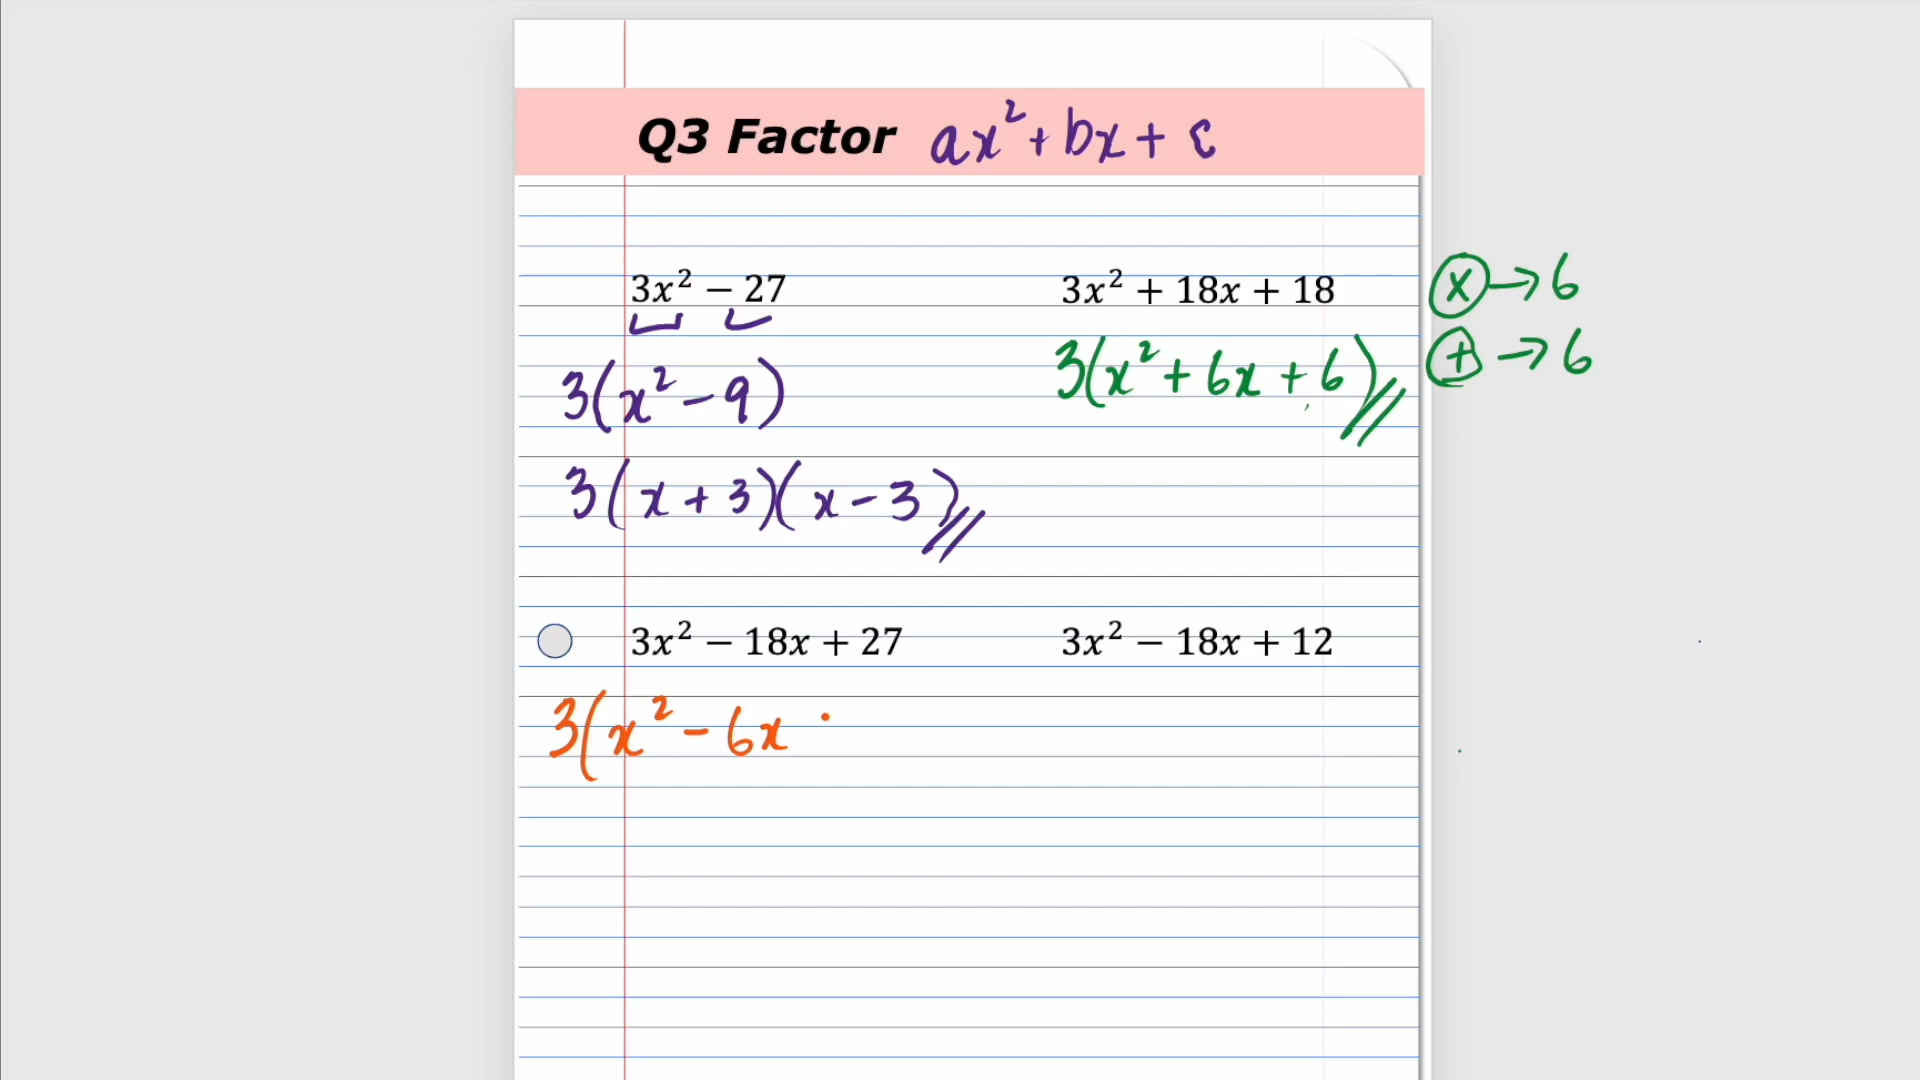 Q3 Factor ax² + bx + c
3x² − 27
3(x² − 9)
3(x + 3)(x − 3)
3x² + 18x + 18
3(x² + 6x + 6)
x → 6
+ → 6
3x² − 18x + 27
3(x² − 6x
3x² − 18x + 12